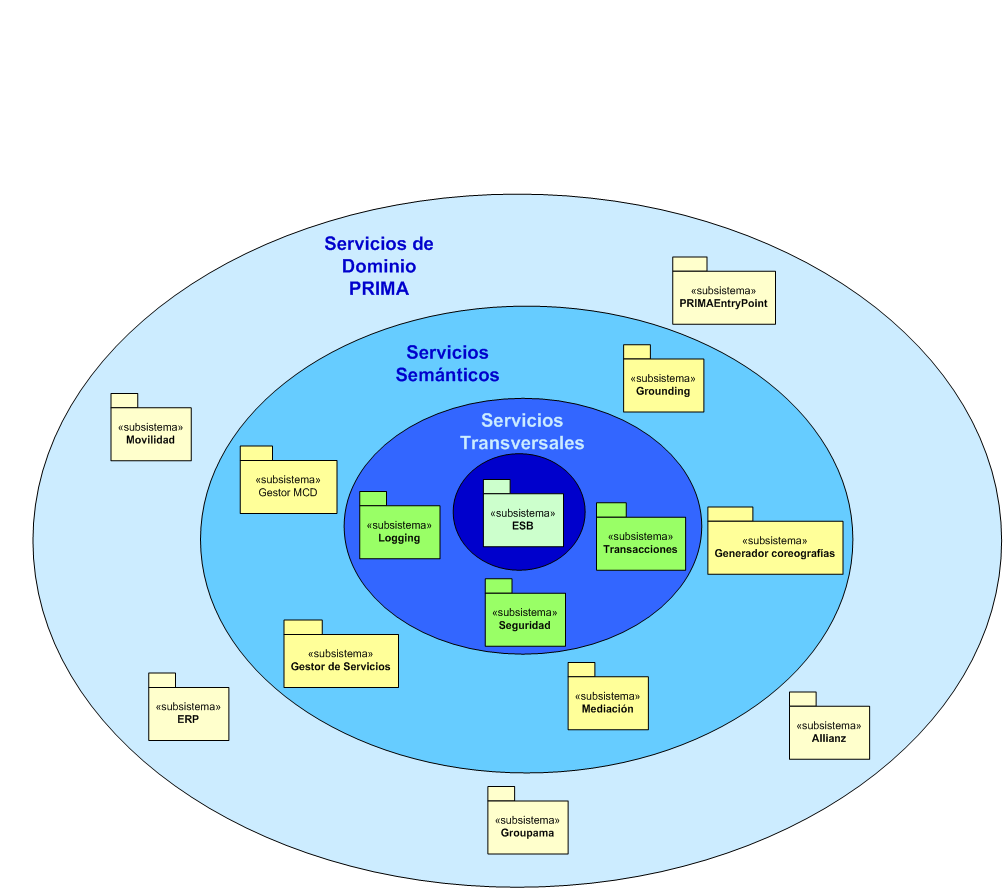 Servicios de
Dominio
PRIMA
«subsistema»
PRIMAEntryPoint
Servicios
Semánticos
«subsistema»
Grounding
«subsistema»
Movilidad
Servicios
Transversales
«subsistema»
Gestor MCD
«subsistema»
Logging
«subsistema»
ESB
«subsistema»
Transacciones
«subsistema»
Generador coreografias
«subsistema»
Seguridad
«subsistema»
Gestor de Servicios
«subsistema»
Mediación
«subsistema»
ERP
«subsistema»
Allianz
«subsistema»
Groupama